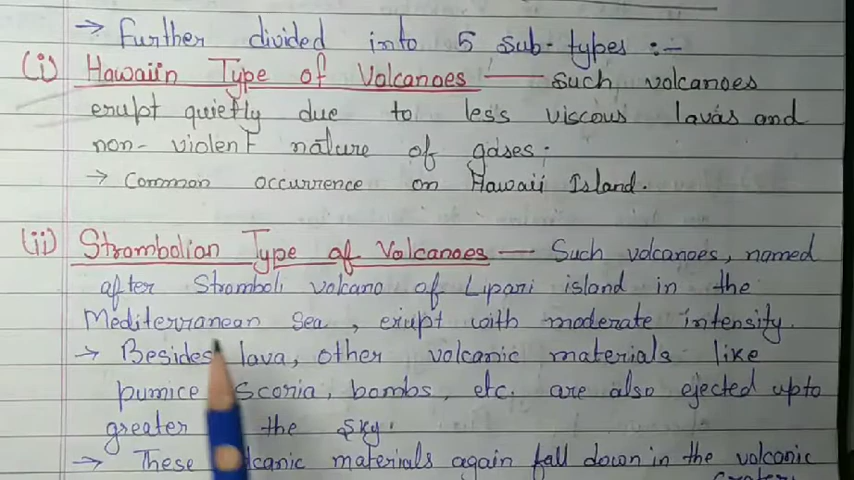 → Further divided into 5 sub-types :-
(i) Hawaiin Type of Volcanoes — such volcanoes
erupt quietly due to less viscous lavas and
non-violent nature of gases.
→ Common occurrence on Hawaii Island.
(ii) Strombolian Type of Volcanoes — Such volcanoes, named
after Stromboli volcano of Lipari island in the
Mediterranean Sea, erupt with moderate intensity.
→ Besides lava, other volcanic materials like
pumice scoria, bombs, etc. are also ejected upto
greater the sky.
→ These materials again fall down in the volcanic